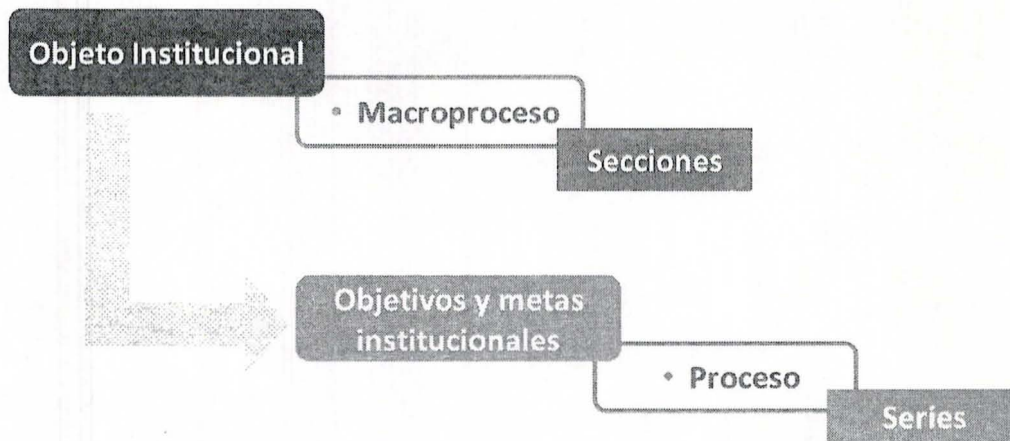 Objeto Institucional
• Macroproceso
Secciones
Objetivos y metas
institucionales
• Proceso
Series